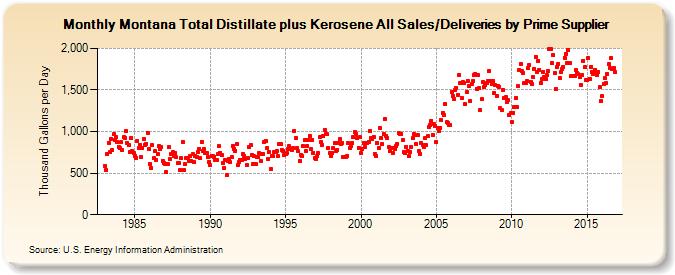 Monthly Montana Total Distillate plus Kerosene All Sales/Deliveries by Prime Supplier
Thousand Gallons per Day
2,000
1,500
1,000
500
0
1985 1990 1995 2000 2005 2010 2015
Source: U.S. Energy Information Administration